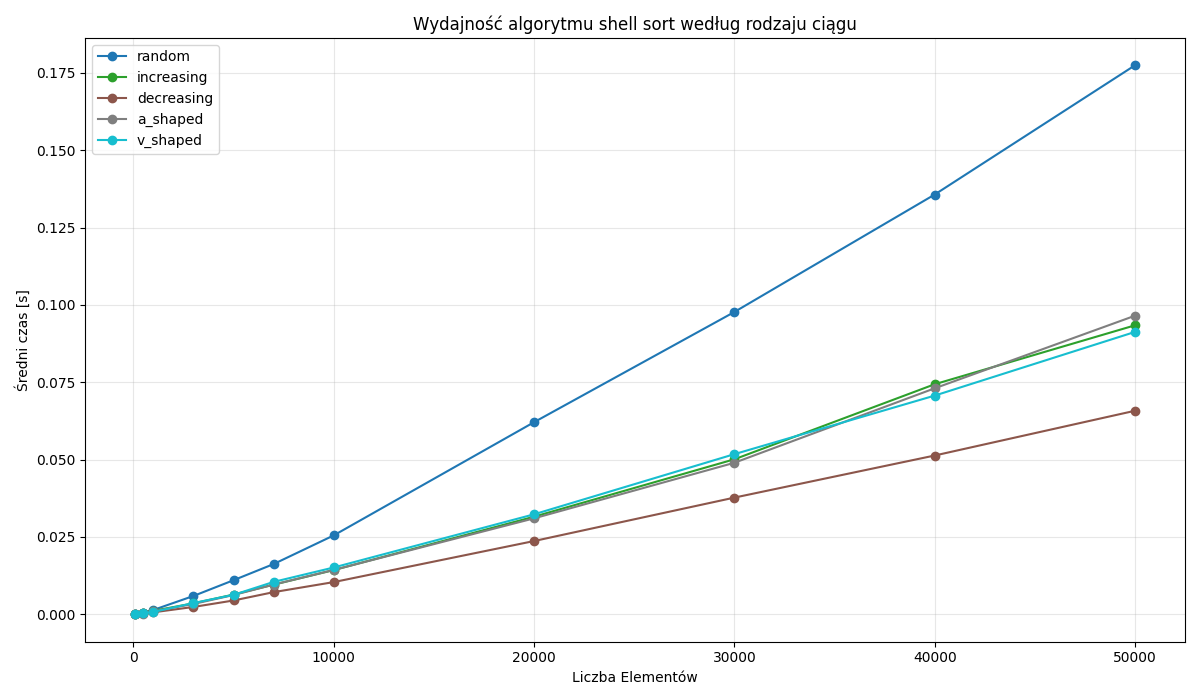 Wydajność algorytmu shell sort według rodzaju ciągu
random
increasing
decreasing
a_shaped
v_shaped
Średni czas [s]
0.175
0.150
0.125
0.100
0.075
0.050
0.025
0.000
0 10000 20000 30000 40000 50000
Liczba Elementów